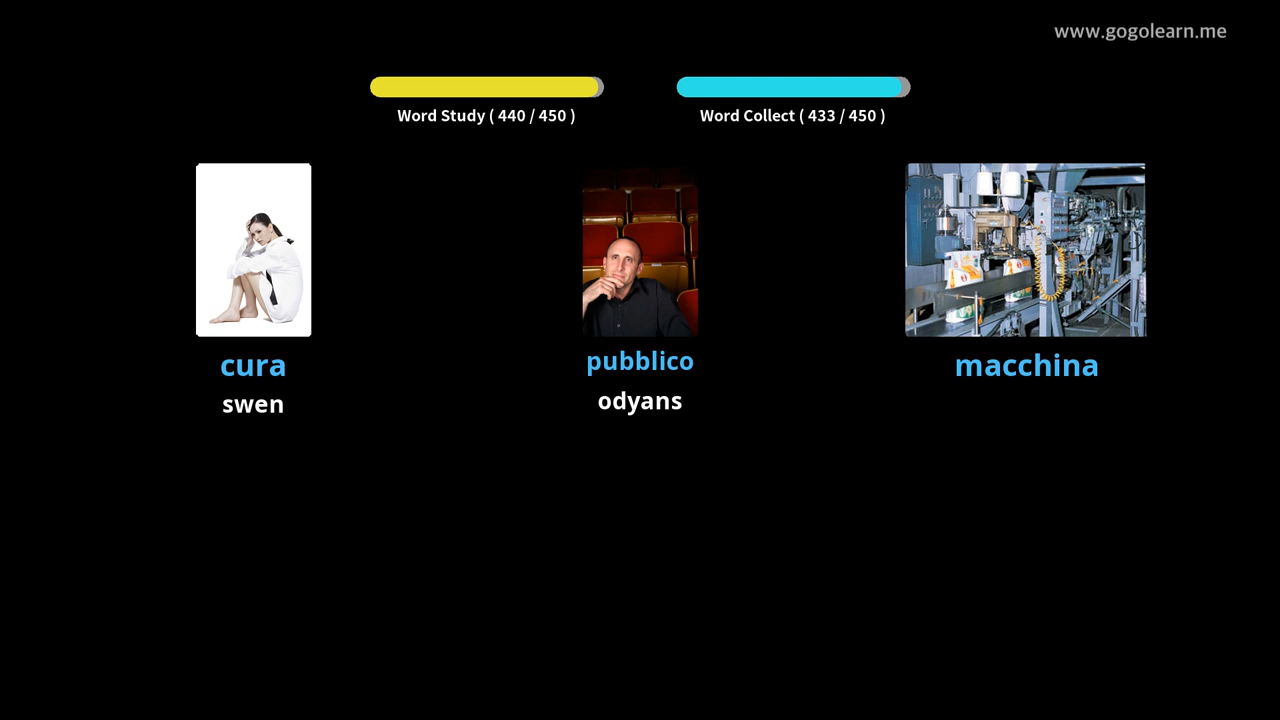 www.gogolearn.me
Word Study ( 440 / 450 )
Word Collect ( 433 / 450 )
cura
swen
pubblico
odyans
macchina